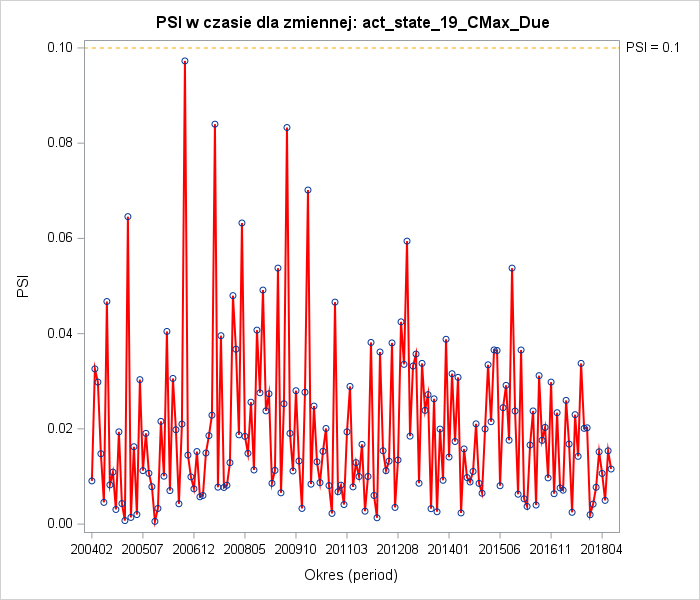 PSI w czasie dla zmiennej: act_state_19_CMax_Due
0.10
PSI = 0.1
0.08
0.06
0.04
0.02
0.00
PSI
200402 200507 200612 200805 200910 201103 201208 201401 201506 201611 201804
Okres (period)